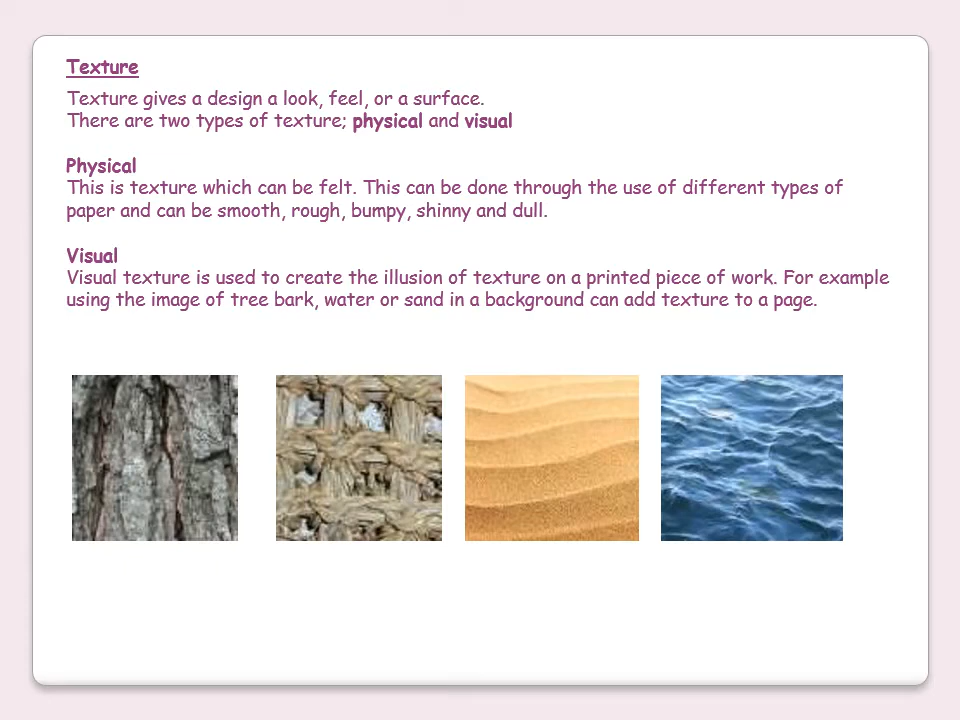 Texture
Texture gives a design a look, feel, or a surface.
There are two types of texture; physical and visual
Physical
This is texture which can be felt. This can be done through the use of different types of
paper and can be smooth, rough, bumpy, shinny and dull.
Visual
Visual texture is used to create the illusion of texture on a printed piece of work. For example
using the image of tree bark, water or sand in a background can add texture to a page.